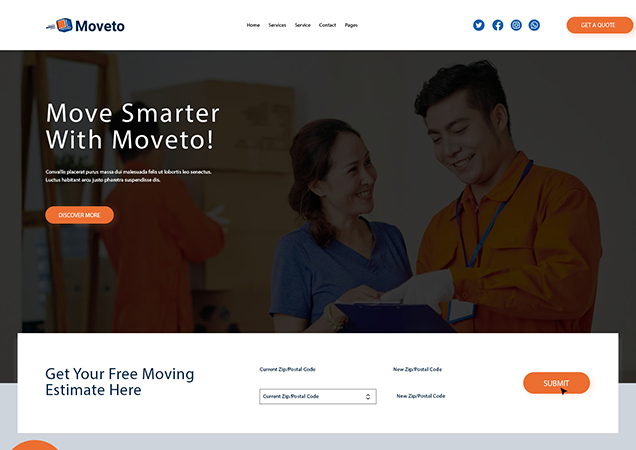 Moveto
Home Services Service Contact Pages
GET A QUOTE
Move Smarter
With Moveto!
Convallis placerat purus massa dui malesuada felis ut lobortis leo senectus.
Luctus habitant arcu justo pharetra suspendisse dis.
DISCOVER MORE
Get Your Free Moving
Estimate Here
Current Zip/Postal Code
New Zip/Postal Code
Current Zip/Postal Code
New Zip/Postal Code
SUBMIT